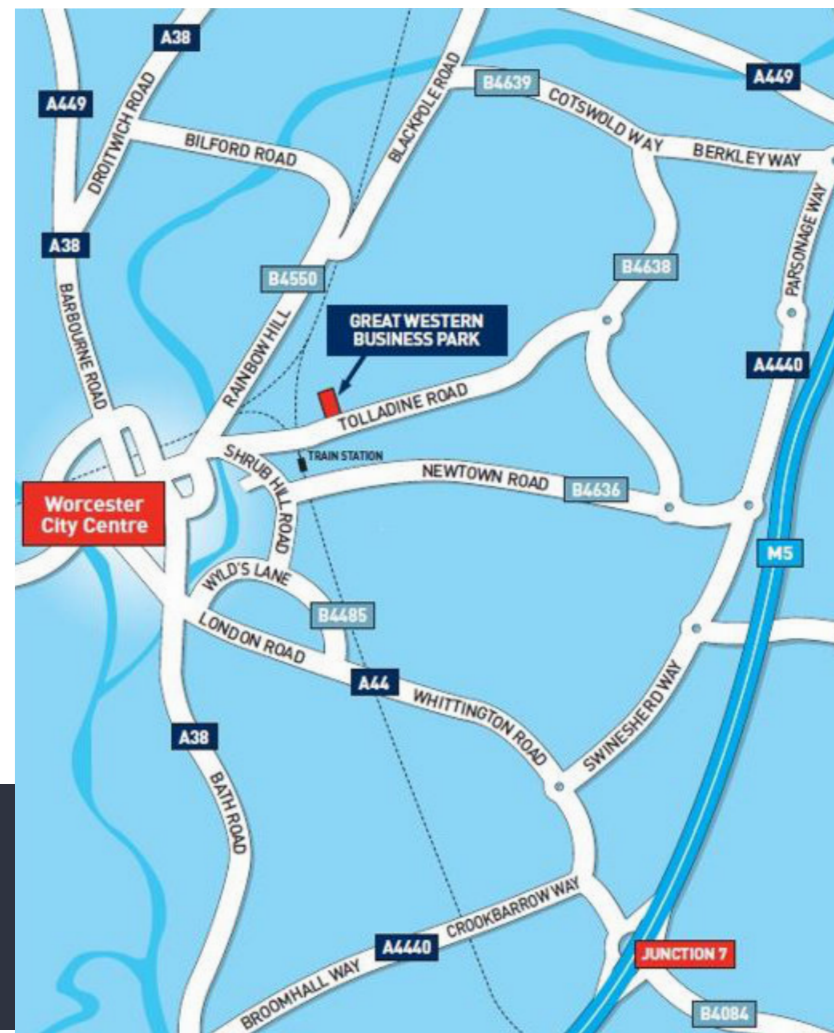 A38
A449
DROITWICH ROAD
BILFORD ROAD
BLACKPOLE ROAD
B4639
COTSWOLD WAY
A449
BERKLEY WAY
A38
B4550
B4638
PARSONAGE WAY
BARBOURNE ROAD
RAINBOW HILL
GREAT WESTERN
BUSINESS PARK
A4440
TOLLADINE ROAD
SHRUB HILL ROAD
TRAIN STATION
NEWTOWN ROAD
B4636
Worcester
City Centre
M5
WYLD'S LANE
B4485
LONDON ROAD
A44
WHITTINGTON ROAD
SWINESHERD WAY
A38
BATH ROAD
CROOKBARROW WAY
A4440
BROOMHALL WAY
JUNCTION 7
B4084